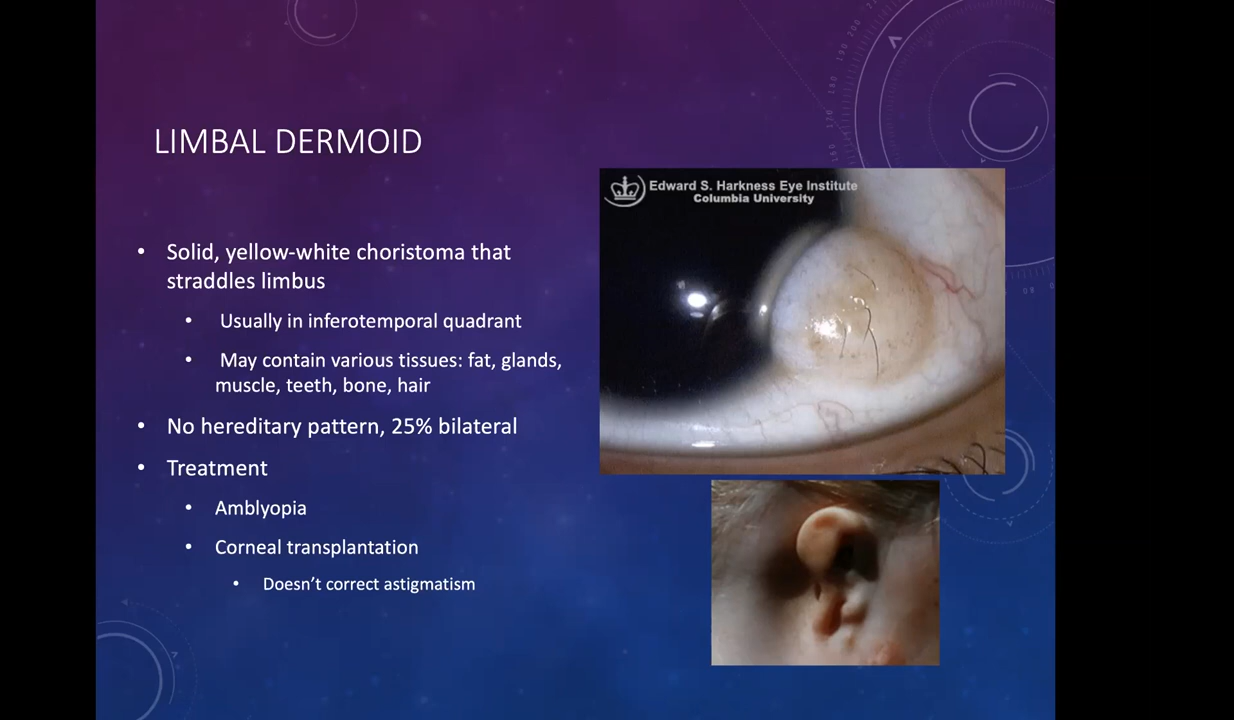 LIMBAL DERMOID
Edward S. Harkness Eye Institute
Columbia University
• Solid, yellow-white choristoma that
straddles limbus
• Usually in inferotemporal quadrant
• May contain various tissues: fat, glands,
muscle, teeth, bone, hair
• No hereditary pattern, 25% bilateral
• Treatment
• Amblyopia
• Corneal transplantation
• Doesn’t correct astigmatism